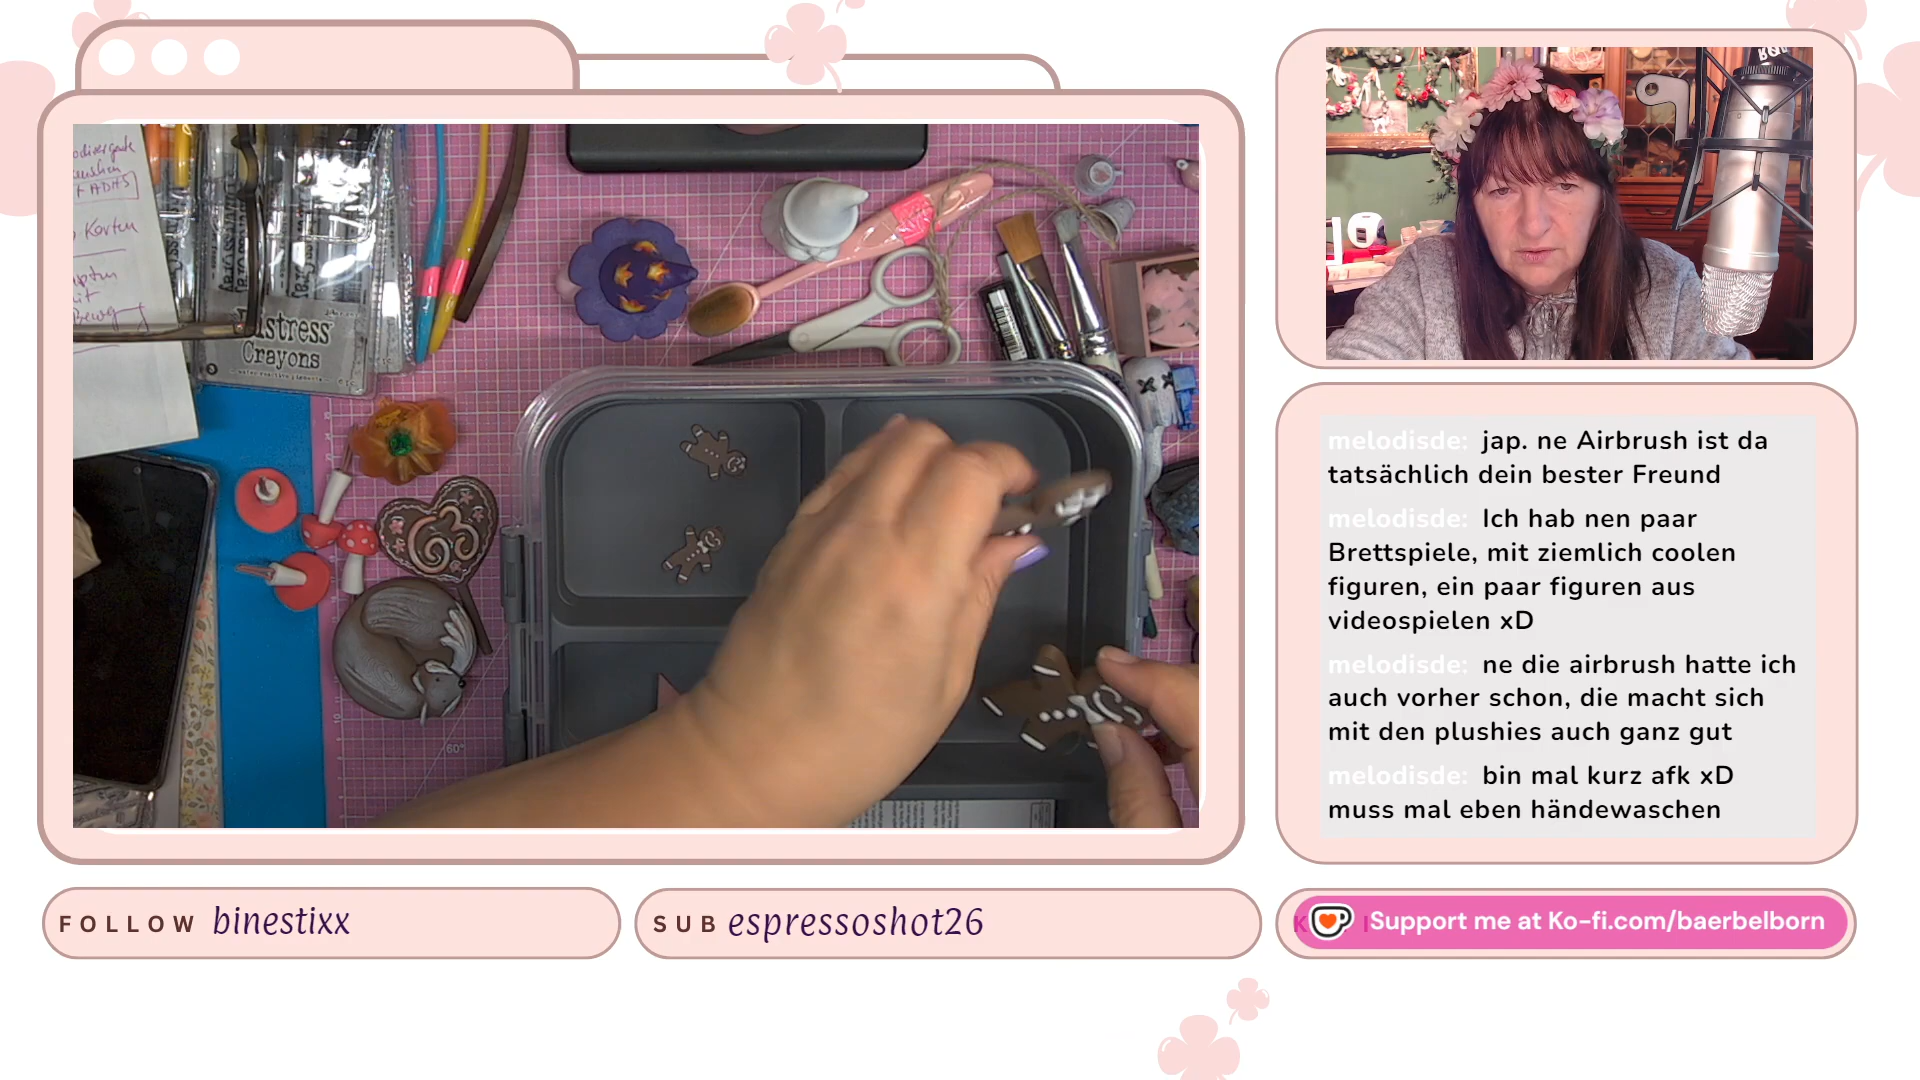 Korten
Distress
Crayons
60"
melodisde: jap. ne Airbrush ist da
tatsächlich dein bester Freund
melodisde: Ich hab nen paar
Brettspiele, mit ziemlich coolen
figuren, ein paar figuren aus
videospielen xD
melodisde: ne die airbrush hatte ich
auch vorher schon, die macht sich
mit den plushies auch ganz gut
melodisde: bin mal kurz afk xD
muss mal eben händewaschen
FOLLOW binestixx
SUB espressoshot26
Support me at Ko-fi.com/baerbelborn